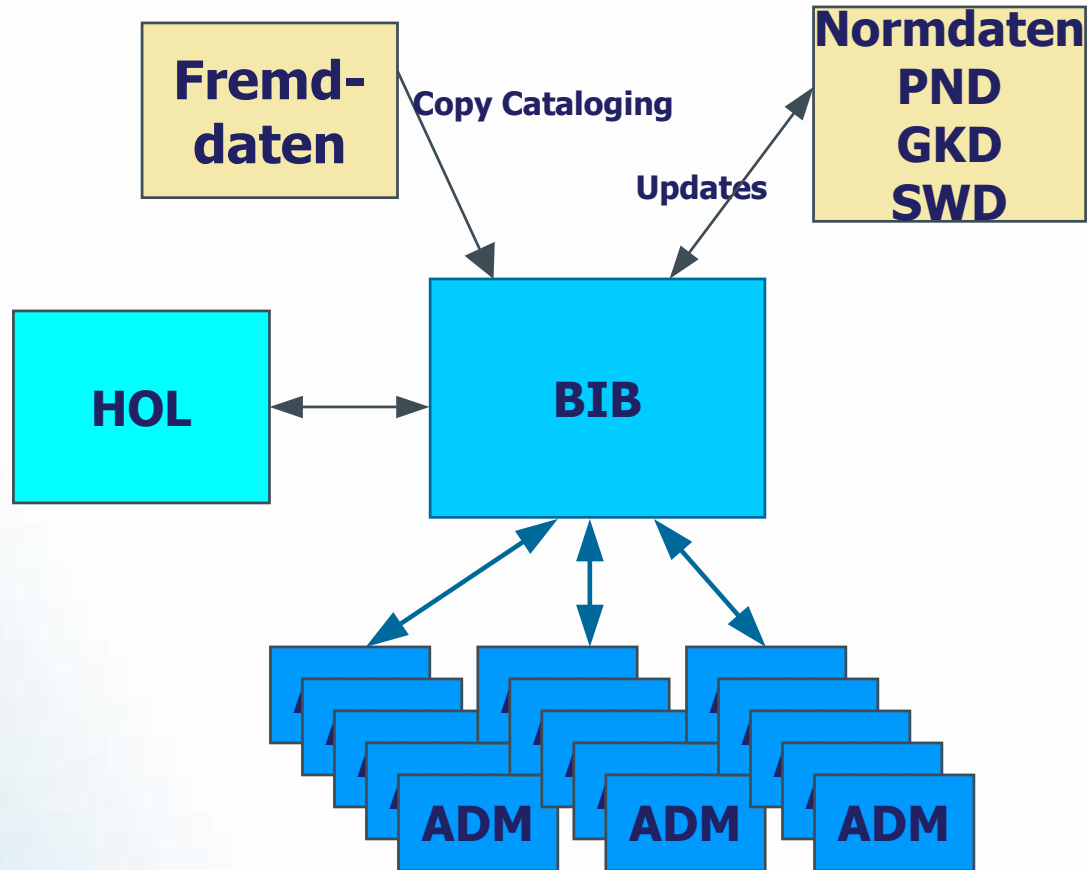 Fremd-
daten
Copy Cataloging
Normdaten
PND
GKD
SWD
Updates
HOL
BIB
ADM
ADM
ADM